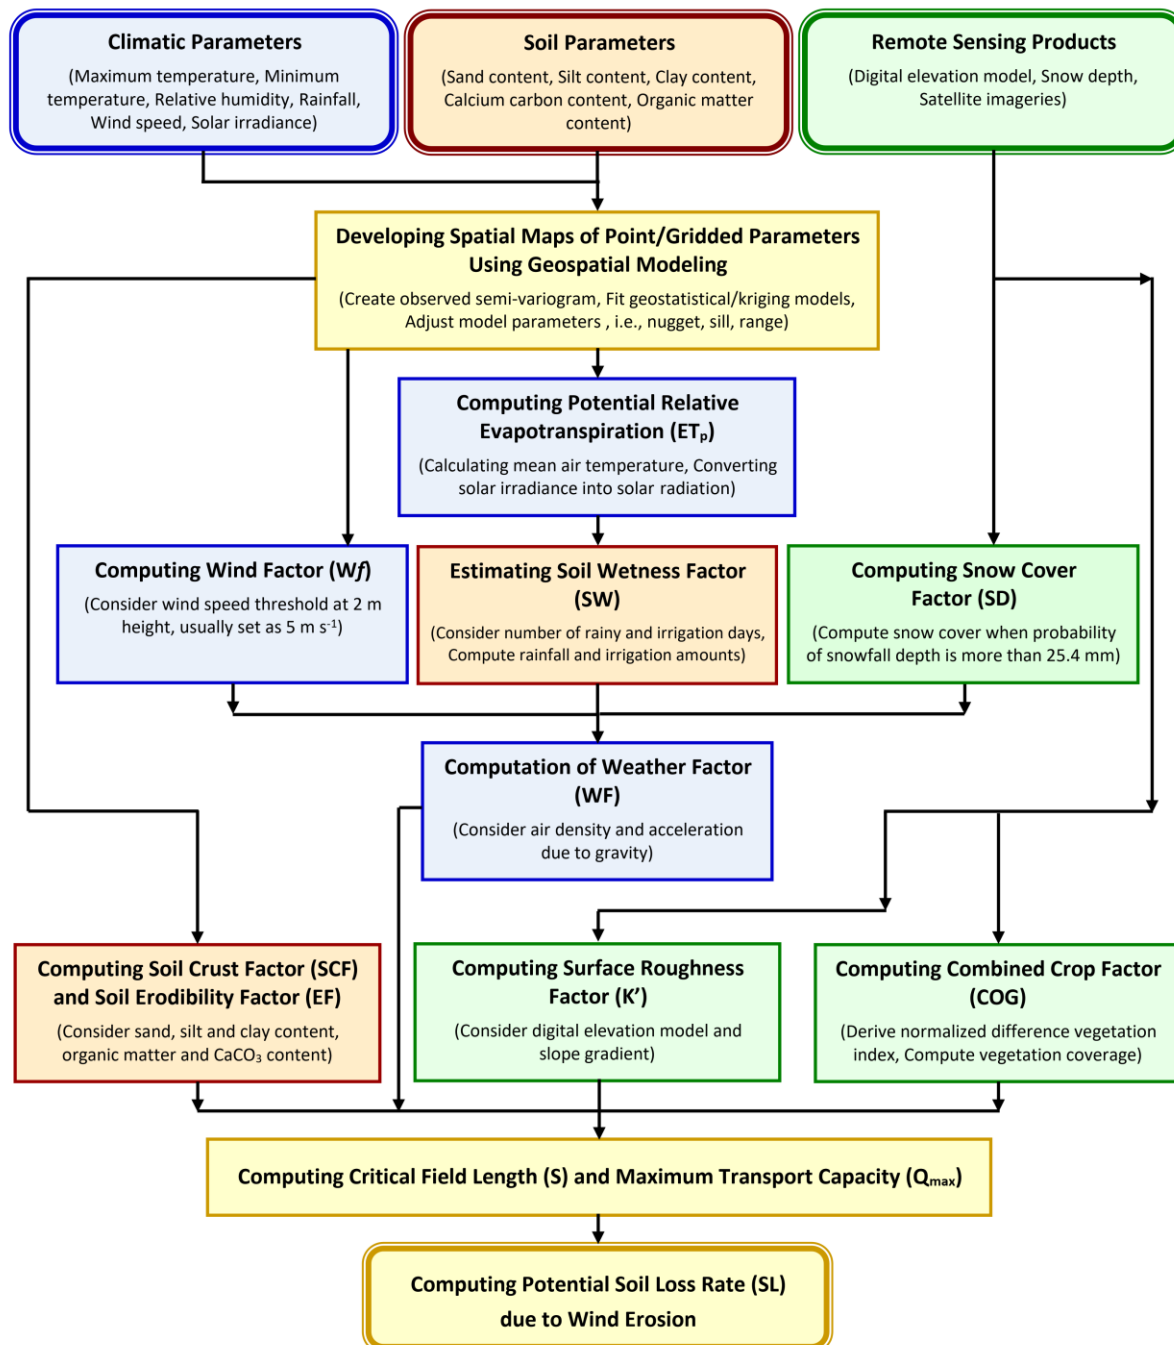 Climatic Parameters
(Maximum temperature, Minimum
temperature, Relative humidity, Rainfall,
Wind speed, Solar irradiance)
Soil Parameters
(Sand content, Silt content, Clay content,
Calcium carbon content, Organic matter
content)
Remote Sensing Products
(Digital elevation model, Snow depth,
Satellite imageries)
Developing Spatial Maps of Point/Gridded Parameters
Using Geospatial Modeling
(Create observed semi-variogram, Fit geostatistical/kriging models,
Adjust model parameters , i.e., nugget, sill, range)
Computing Potential Relative
Evapotranspiration (ETₚ)
(Calculating mean air temperature, Converting
solar irradiance into solar radiation)
Computing Wind Factor (Wf)
(Consider wind speed threshold at 2 m
height, usually set as 5 m s⁻¹)
Estimating Soil Wetness Factor
(SW)
(Consider number of rainy and irrigation days,
Compute rainfall and irrigation amounts)
Computing Snow Cover
Factor (SD)
(Compute snow cover when probability
of snowfall depth is more than 25.4 mm)
Computation of Weather Factor
(WF)
(Consider air density and acceleration
due to gravity)
Computing Soil Crust Factor (SCF)
and Soil Erodibility Factor (EF)
(Consider sand, silt and clay content,
organic matter and CaCO₃ content)
Computing Surface Roughness
Factor (K’)
(Consider digital elevation model and
slope gradient)
Computing Combined Crop Factor
(COG)
(Derive normalized difference vegetation
index, Compute vegetation coverage)
Computing Critical Field Length (S) and Maximum Transport Capacity (Qₘₐₓ)
Computing Potential Soil Loss Rate (SL)
due to Wind Erosion